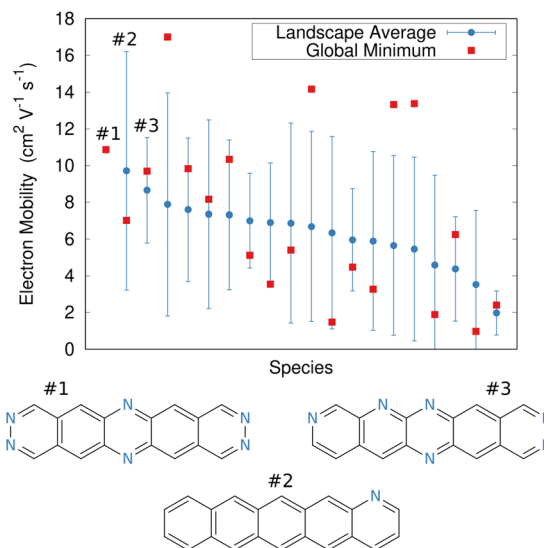 18
16
14
12
10
8
6
4
2
0
Electron Mobility (cm² V⁻¹ s⁻¹)
Landscape Average
Global Minimum
#2
#1
#3
Species
#1
#3
N
N
N
N
N
N
N
N
N
N
#2
N